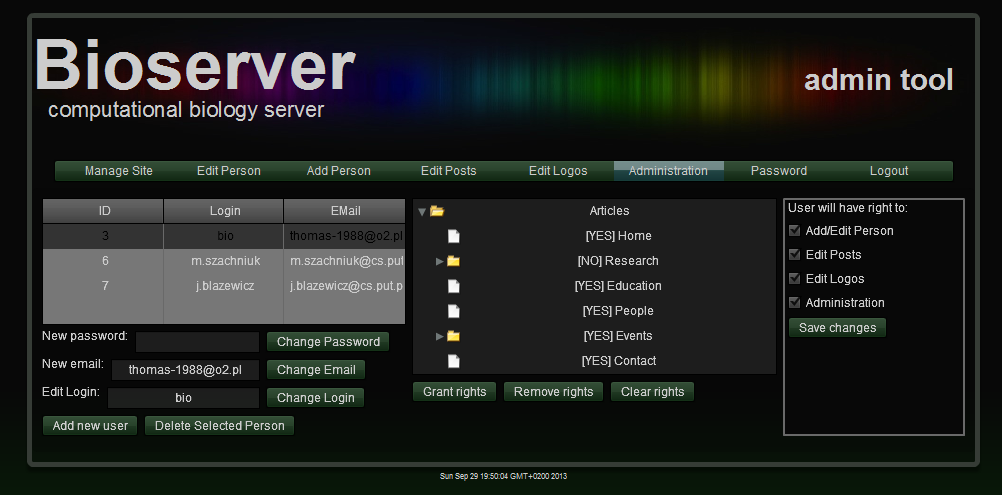 Bioserver
computational biology server
admin tool
Manage Site Edit Person Add Person Edit Posts Edit Logos Administration Password Logout
ID Login EMail
3 bio thomas-1988@o2.pl
6 m.szachniuk m.szachniuk@cs.put
7 j.blazewicz j.blazewicz@cs.put.p
New password: Change Password
New email: thomas-1988@o2.pl Change Email
Edit Login: bio Change Login
Add new user Delete Selected Person
Articles
[YES] Home
[NO] Research
[YES] Education
[YES] People
[YES] Events
[YES] Contact
Grant rights Remove rights Clear rights
User will have right to:
Add/Edit Person
Edit Posts
Edit Logos
Administration
Save changes
Sun Sep 29 19:50:04 GMT+0200 2013